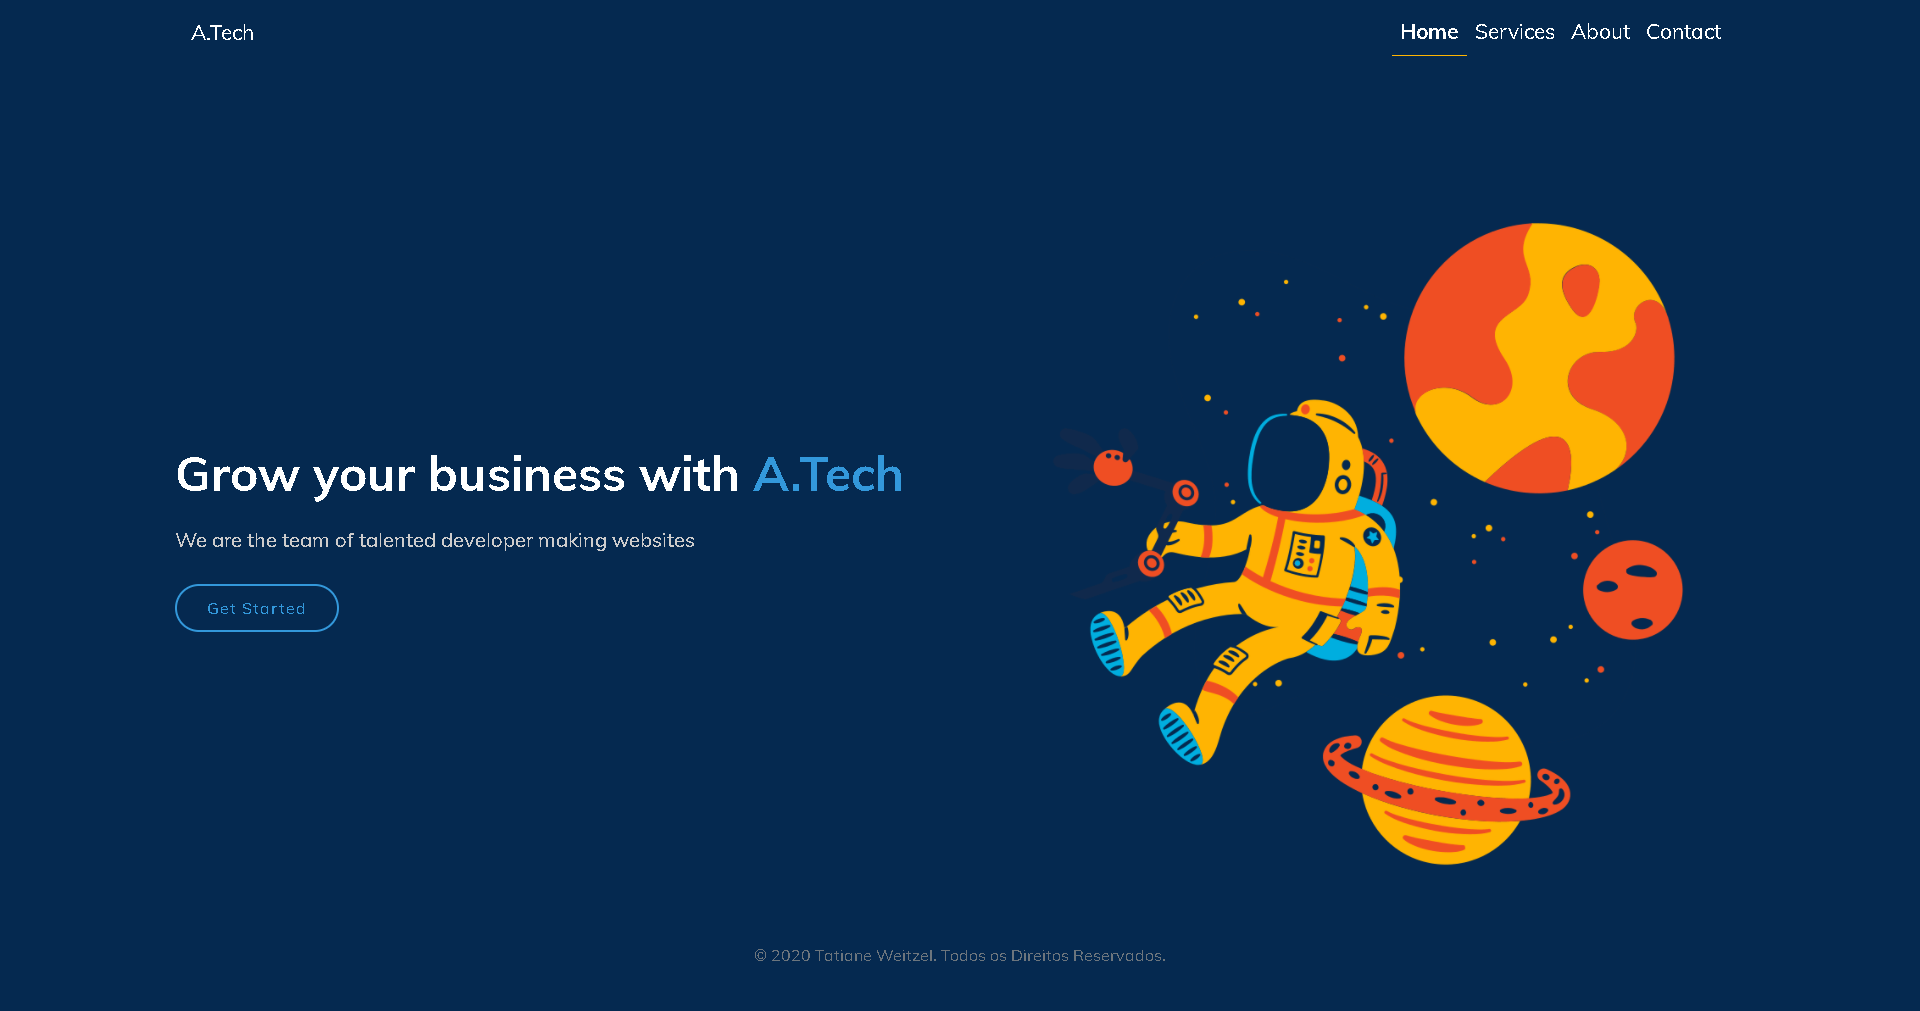 A.Tech
Home Services About Contact
Grow your business with A.Tech
We are the team of talented developer making websites
Get Started
© 2020 Tatiane Weitzel. Todos os Direitos Reservados.